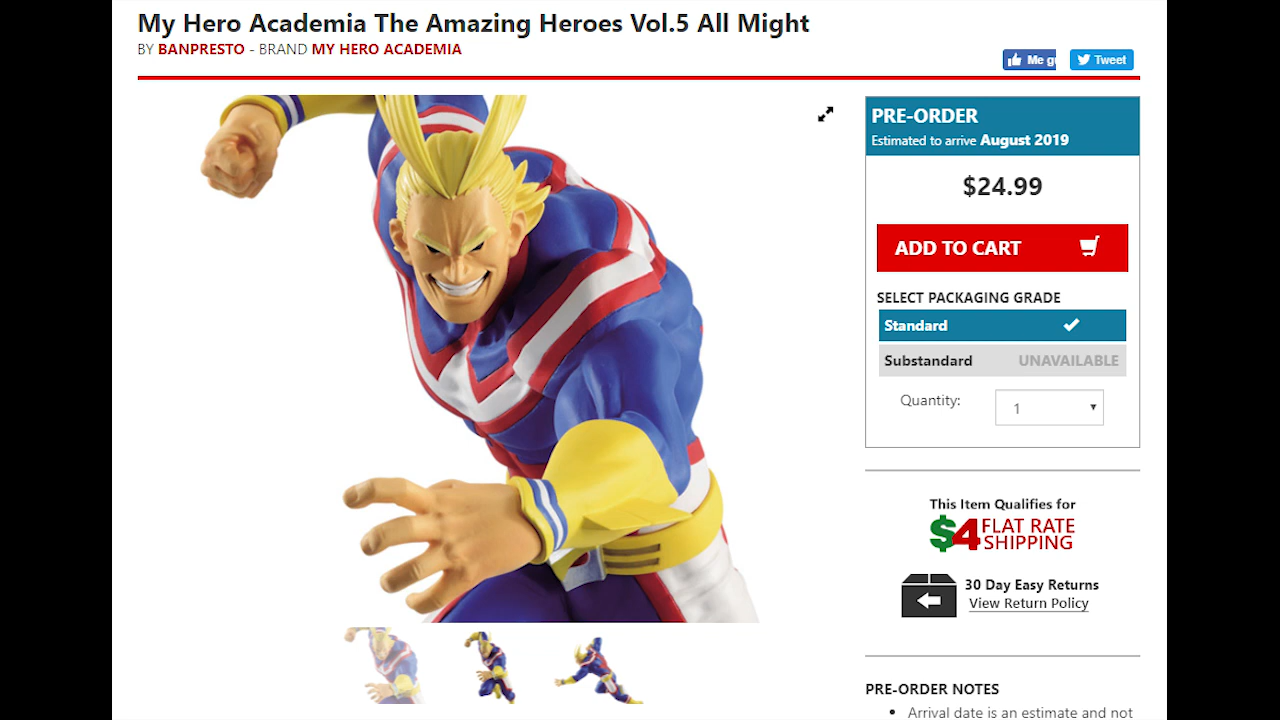 My Hero Academia The Amazing Heroes Vol.5 All Might
BY BANPRESTO - BRAND MY HERO ACADEMIA
Me gu
Tweet
PRE-ORDER
Estimated to arrive August 2019
$24.99
ADD TO CART
SELECT PACKAGING GRADE
Standard
Substandard UNAVAILABLE
Quantity: 1
This Item Qualifies for
$4 FLAT RATE
SHIPPING
30 Day Easy Returns
View Return Policy
PRE-ORDER NOTES
• Arrival date is an estimate and not